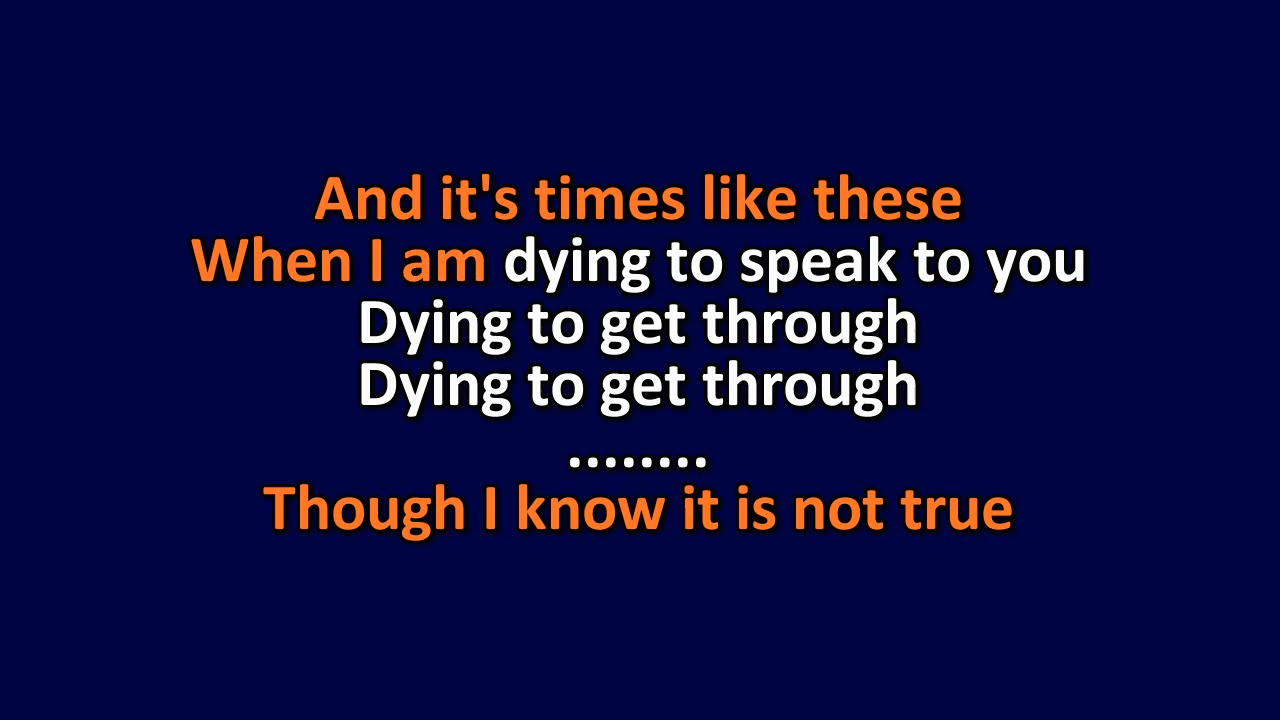 And it's times like these
When I am dying to speak to you
Dying to get through
Dying to get through
........
Though I know it is not true